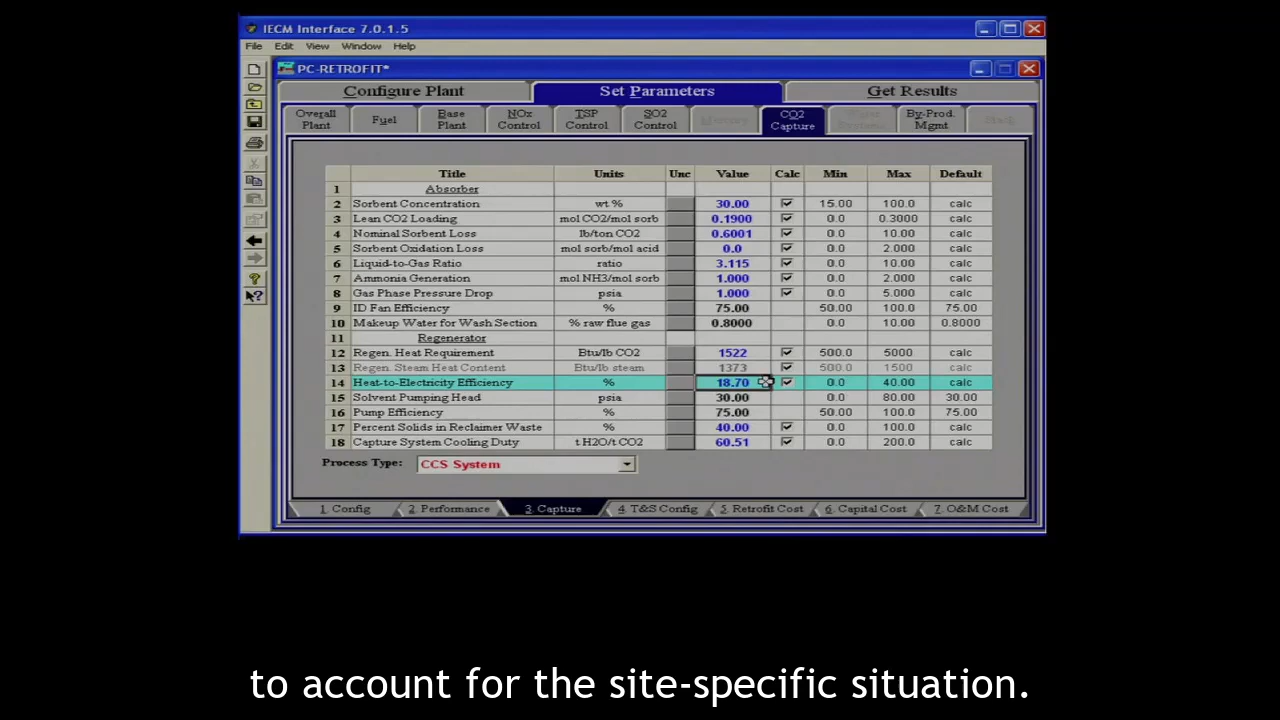 IECM Interface 7.0.1.5
File Edit View Window Help
PC-RETROFIT*
Configure Plant Set Parameters Get Results
Overall Plant Fuel Base Plant NOx Control TSP Control SO2 Control CO2 Capture By-Prod. Mgmt
Title Units Unc Value Calc Min Max Default
1 Absorber
2 Sorbent Concentration wt.% 30.00 15.00 100.0 calc
3 Lean CO2 Loading mol CO2/mol sorb 0.1900 0.0 0.3000 calc
4 Nominal Sorbent Loss lb/ton CO2 0.6001 0.0 10.00 calc
5 Sorbent Oxidation Loss mol sorb/mol acid 0.0 0.0 2.000 calc
6 Liquid-to-Gas Ratio ratio 3.115 0.0 10.00 calc
7 Ammonia Generation mol NH3/mol sorb 1.000 0.0 2.000 calc
8 Gas Phase Pressure Drop psia 1.000 0.0 5.000 calc
9 ID Fan Efficiency % 75.00 50.00 100.0 75.00
10 Makeup Water for Wash Section % raw flue gas 0.8000 0.0 10.00 0.8000
11 Regenerator
12 Regen. Heat Requirement Btu/lb CO2 1522 500.0 5000 calc
13 Regen. Steam Heat Content Btu/lb steam 1373 500.0 1500 calc
14 Heat-to-Electricity Efficiency % 18.70 0.0 40.00 calc
15 Solvent Pumping Head psia 30.00 0.0 80.00 30.00
16 Pump Efficiency % 75.00 50.00 100.0 75.00
17 Percent Solids in Reclaimer Waste % 40.00 0.0 100.0 calc
18 Capture System Cooling Duty t H2O/t CO2 60.51 0.0 200.0 calc
Process Type: CCS System
1. Config 2. Performance 3. Capture 4. T&S Config 5. Retrofit Cost 6. Capital Cost 7. O&M Cost
to account for the site-specific situation.